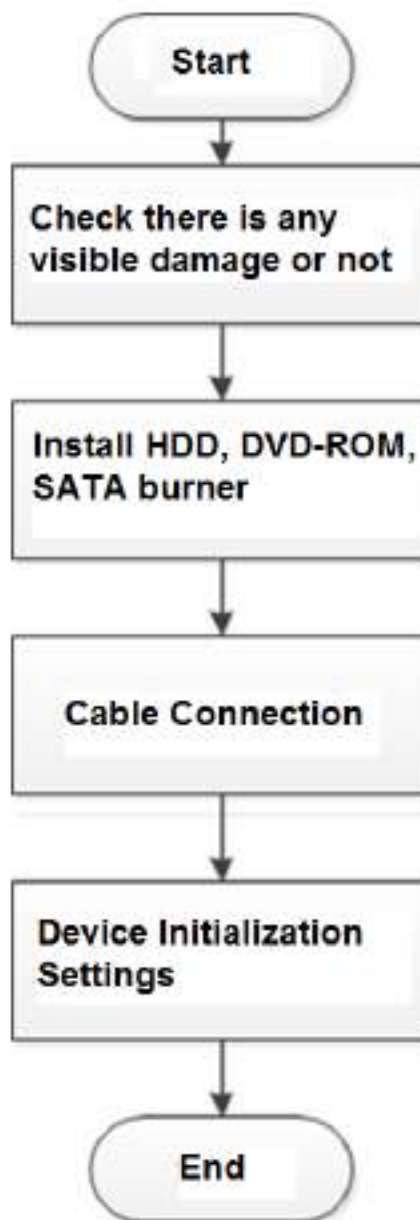 Start
Check there is any
visible damage or not
Install HDD, DVD-ROM,
SATA burner
Cable Connection
Device Initialization
Settings
End